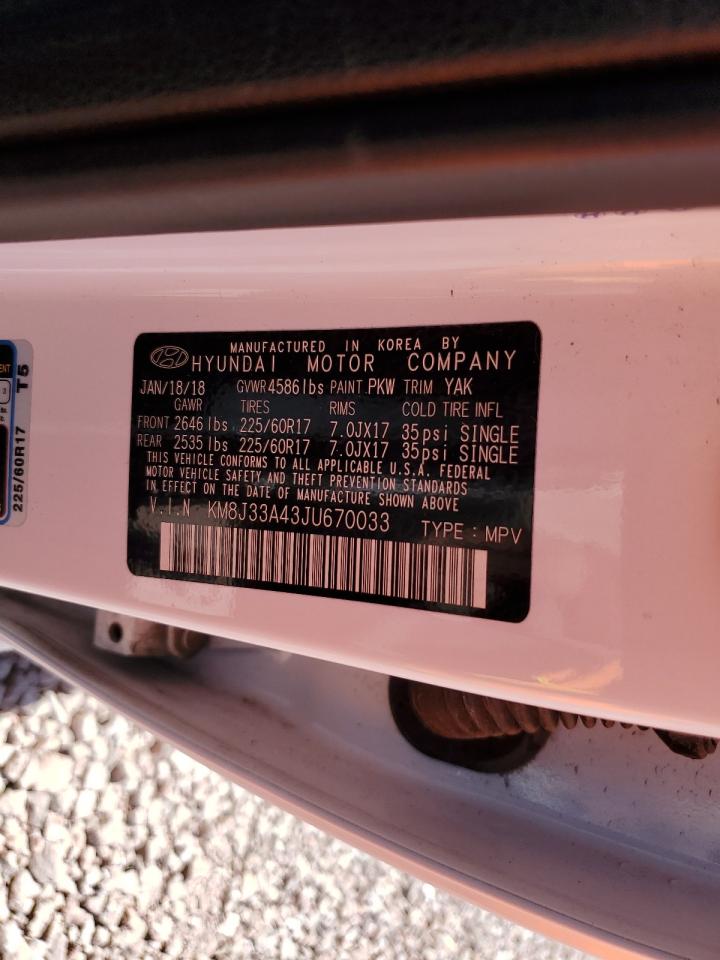 MANUFACTURED IN KOREA BY
HYUNDAI MOTOR COMPANY
JAN/18/18 GVWR 4586lbs PAINT PKW TRIM YAK
GAWR TIRES RIMS COLD TIRE INFL
FRONT 2646 lbs 225/60R17 7.0JX17 35psi SINGLE
REAR 2535 lbs 225/60R17 7.0JX17 35psi SINGLE
THIS VEHICLE CONFORMS TO ALL APPLICABLE U.S.A. FEDERAL
MOTOR VEHICLE SAFETY AND THEFT PREVENTION STANDARDS
IN EFFECT ON THE DATE OF MANUFACTURE SHOWN ABOVE
V.I.N KM8J33A43JU670033 TYPE : MPV
225/60R17 T5